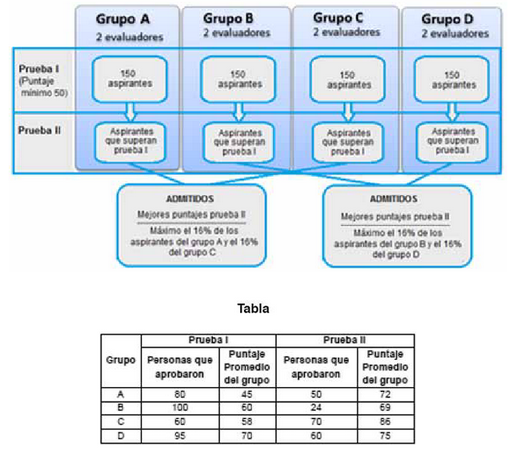 Grupo A
2 evaluadores
Grupo B
2 evaluadores
Grupo C
2 evaluadores
Grupo D
2 evaluadores
Prueba I
(Puntaje
mínimo 50)
150
aspirantes
150
aspirantes
150
aspirantes
150
aspirantes
Prueba II
Aspirantes
que superan
prueba I
Aspirantes
que superan
prueba I
Aspirantes
que superan
prueba I
Aspirantes
que superan
prueba I
ADMITIDOS
Mejores puntajes prueba II
Máximo el 16% de los
aspirantes del grupo A y el 16%
del grupo C
ADMITIDOS
Mejores puntajes prueba II
Máximo el 16% de los
aspirantes del grupo B y el 16%
del grupo D
Tabla
Grupo
Prueba I
Prueba II
Personas que
aprobaron
Puntaje
Promedio
del grupo
Personas que
aprobaron
Puntaje
Promedio
del grupo
A 80 45 50 72
B 100 60 24 69
C 60 58 70 86
D 95 70 60 75